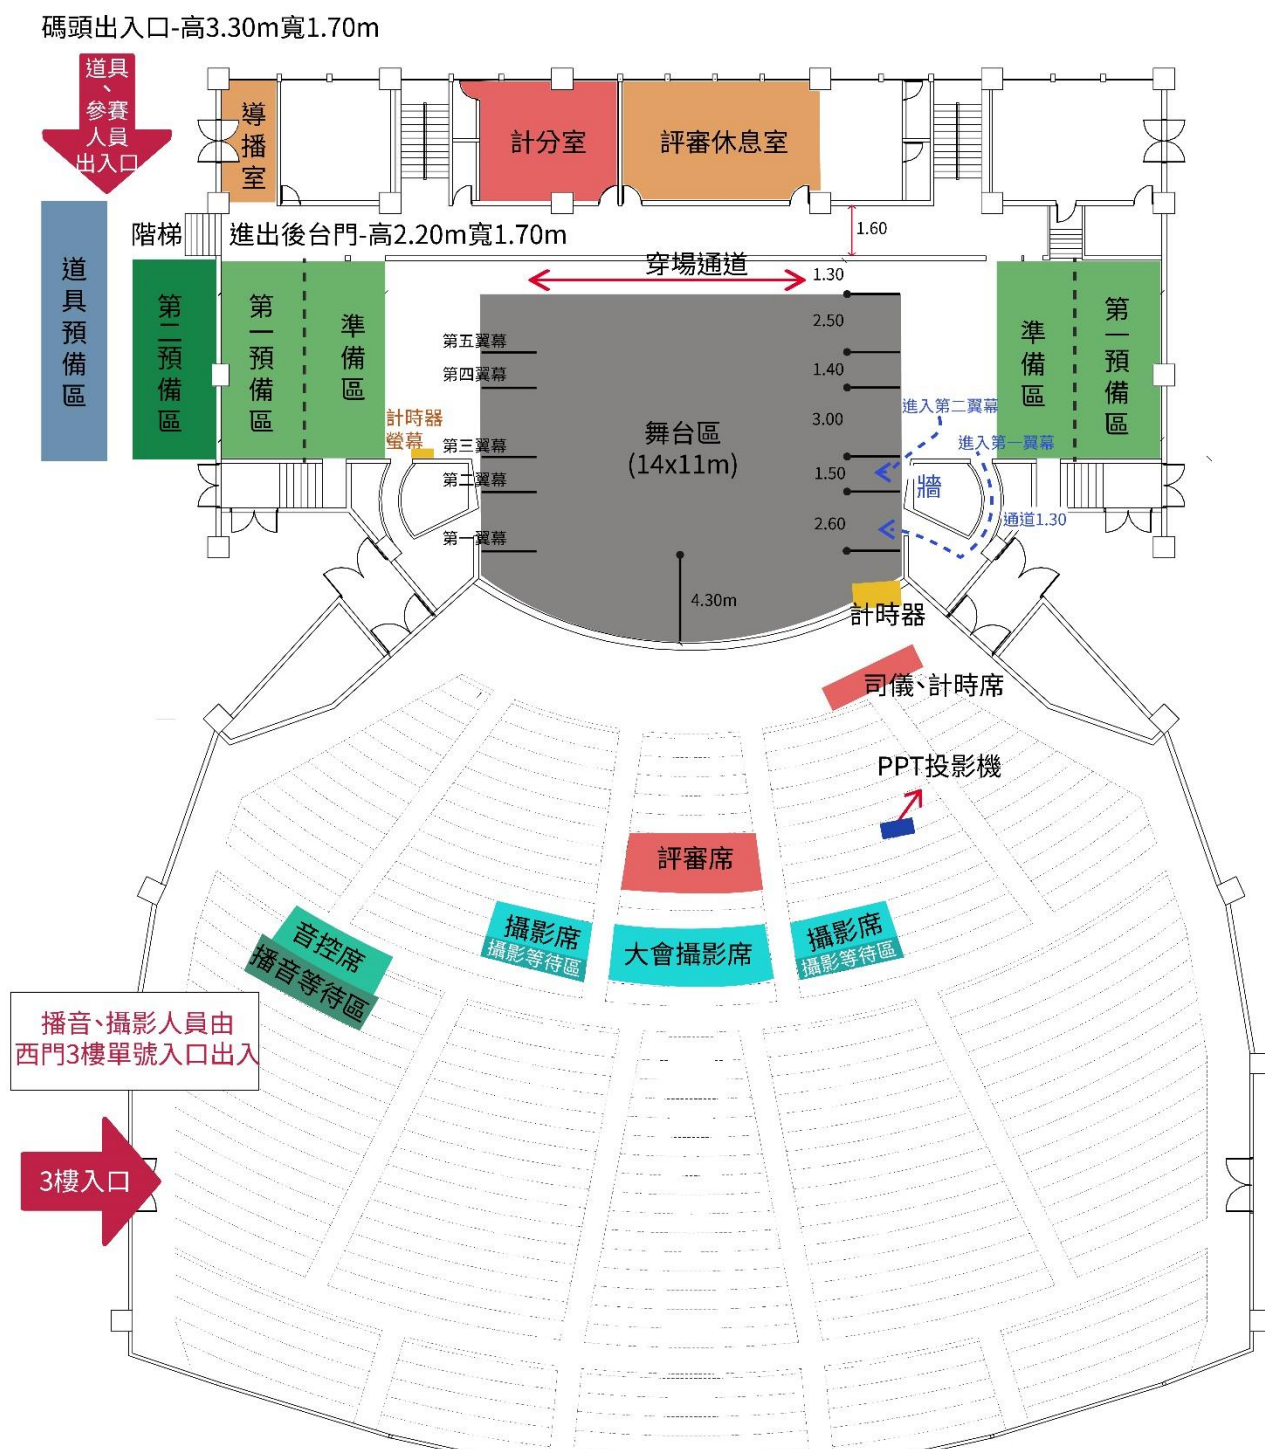 碼頭出入口-高3.30m寬1.70m
道具
、
參賽
人員
出入口
導播室
計分室
評審休息室
階梯
進出後台門-高2.20m寬1.70m
1.60
穿場通道
1.30
道具預備區
第二預備區
第一預備區
準備區
準備區
第一預備區
2.50
第五翼幕
1.40
第四翼幕
計時器
螢幕
進入第二翼幕
3.00
舞台區
(14x11m)
進入第一翼幕
第三翼幕
1.50
第二翼幕
牆
2.60
通道1.30
第一翼幕
4.30m
計時器
司儀、計時席
PPT投影機
評審席
音控席
播音等待區
攝影席
攝影等待區
大會攝影席
攝影席
攝影等待區
播音、攝影人員由
西門3樓單號入口出入
3樓入口